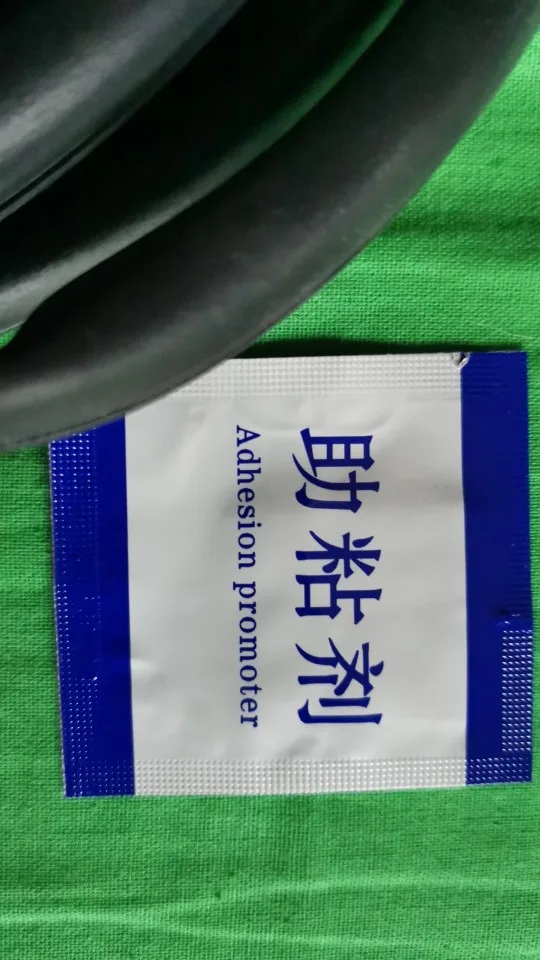 助粘剂
Adhesion promoter